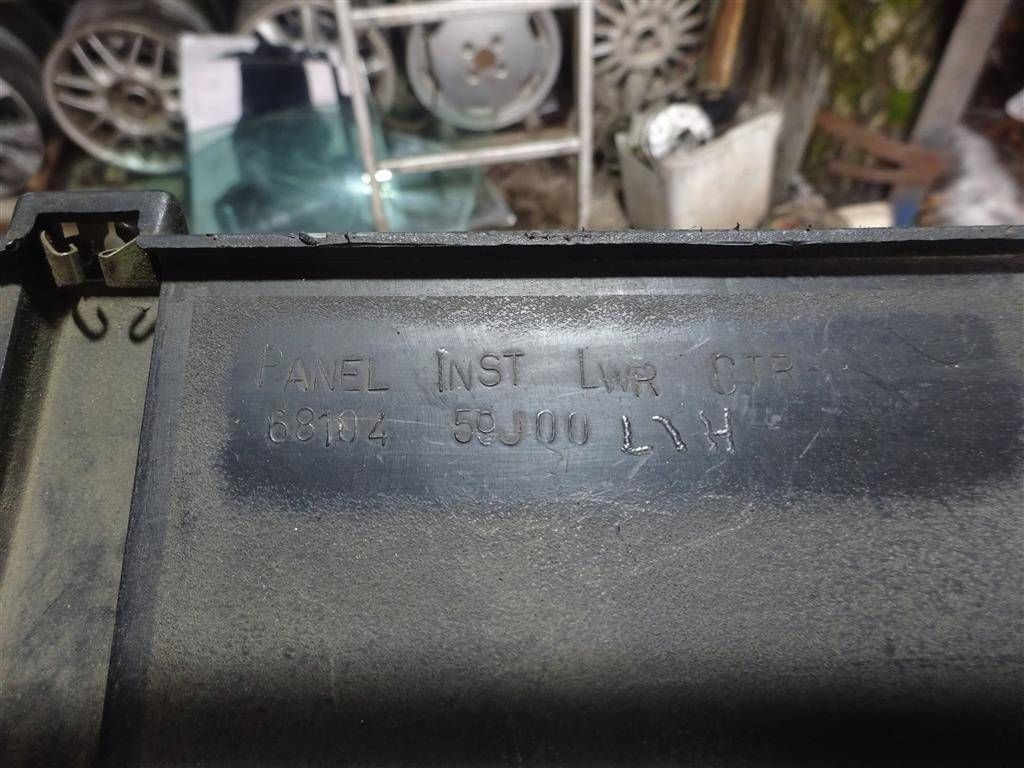 PANEL INST LWR CTR
68104 59J00 L\H